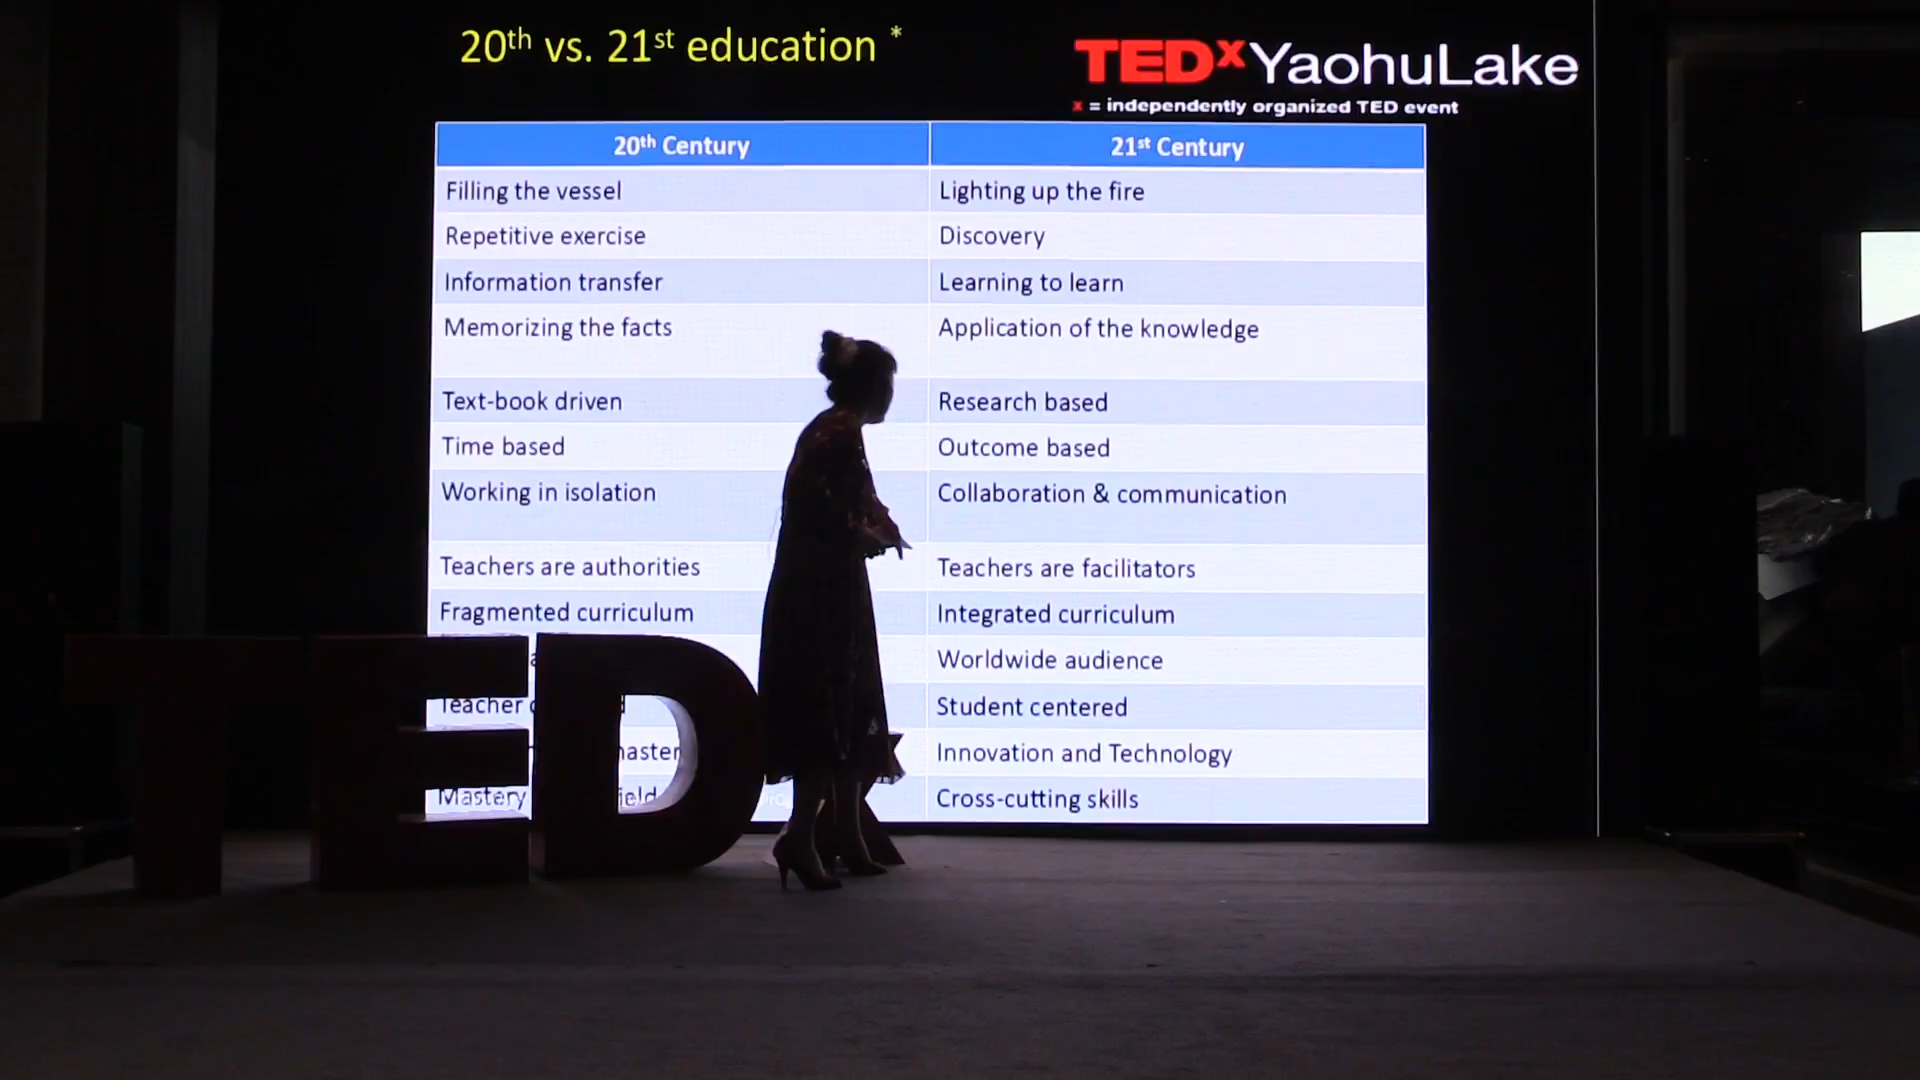 20th vs. 21st education *
TEDxYaohuLake
x = independently organized TED event
20th Century 21st Century
Filling the vessel Lighting up the fire
Repetitive exercise Discovery
Information transfer Learning to learn
Memorizing the facts Application of the knowledge
Text-book driven Research based
Time based Outcome based
Working in isolation Collaboration & communication
Teachers are authorities Teachers are facilitators
Fragmented curriculum Integrated curriculum
Worldwide audience
Teacher Student centered
Innovation and Technology
Mastery Cross-cutting skills
TED